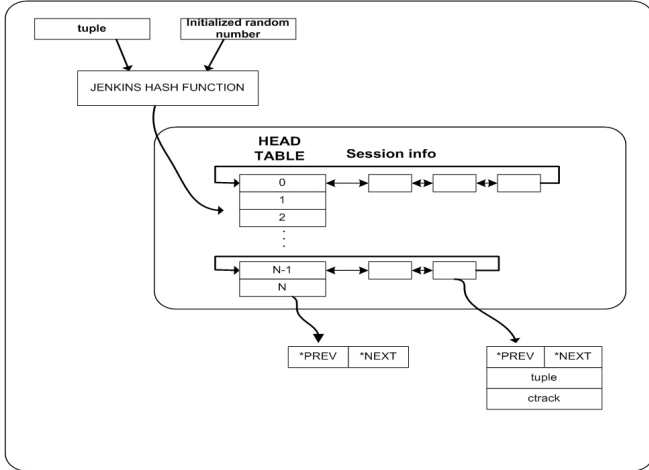 tuple
Initialized random
number
JENKINS HASH FUNCTION
HEAD
TABLE
Session info
0
1
2
N-1
N
*PREV
*NEXT
*PREV
*NEXT
tuple
ctrack